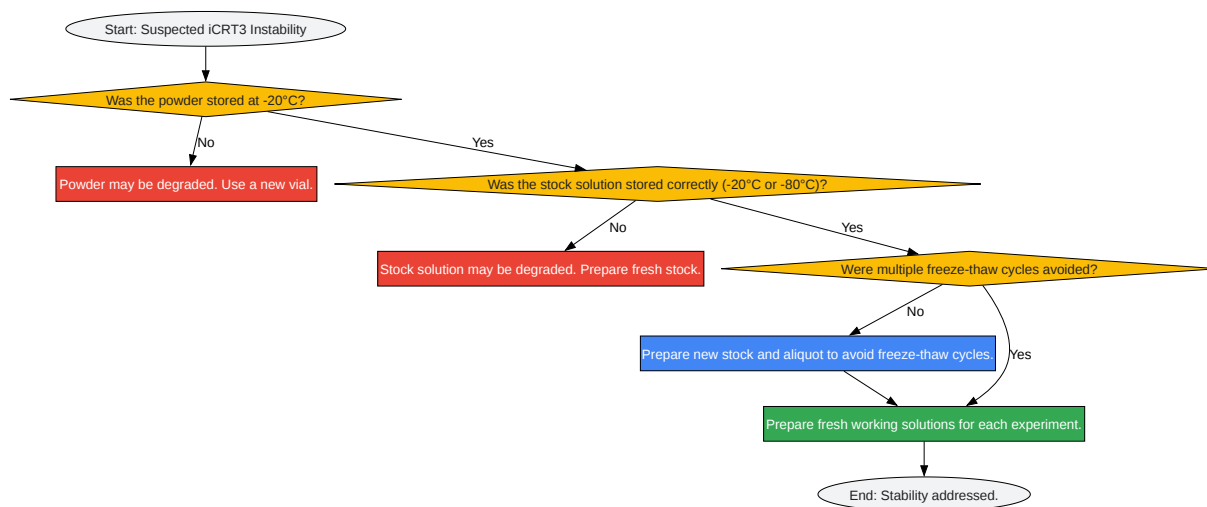 Start: Suspected iCRT3 Instability
Was the powder stored at -20°C?
No
Yes
Powder may be degraded. Use a new vial.
Was the stock solution stored correctly (-20°C or -80°C)?
No
Yes
Stock solution may be degraded. Prepare fresh stock.
Were multiple freeze-thaw cycles avoided?
No
Prepare new stock and aliquot to avoid freeze-thaw cycles.
Yes
Prepare fresh working solutions for each experiment.
End: Stability addressed.